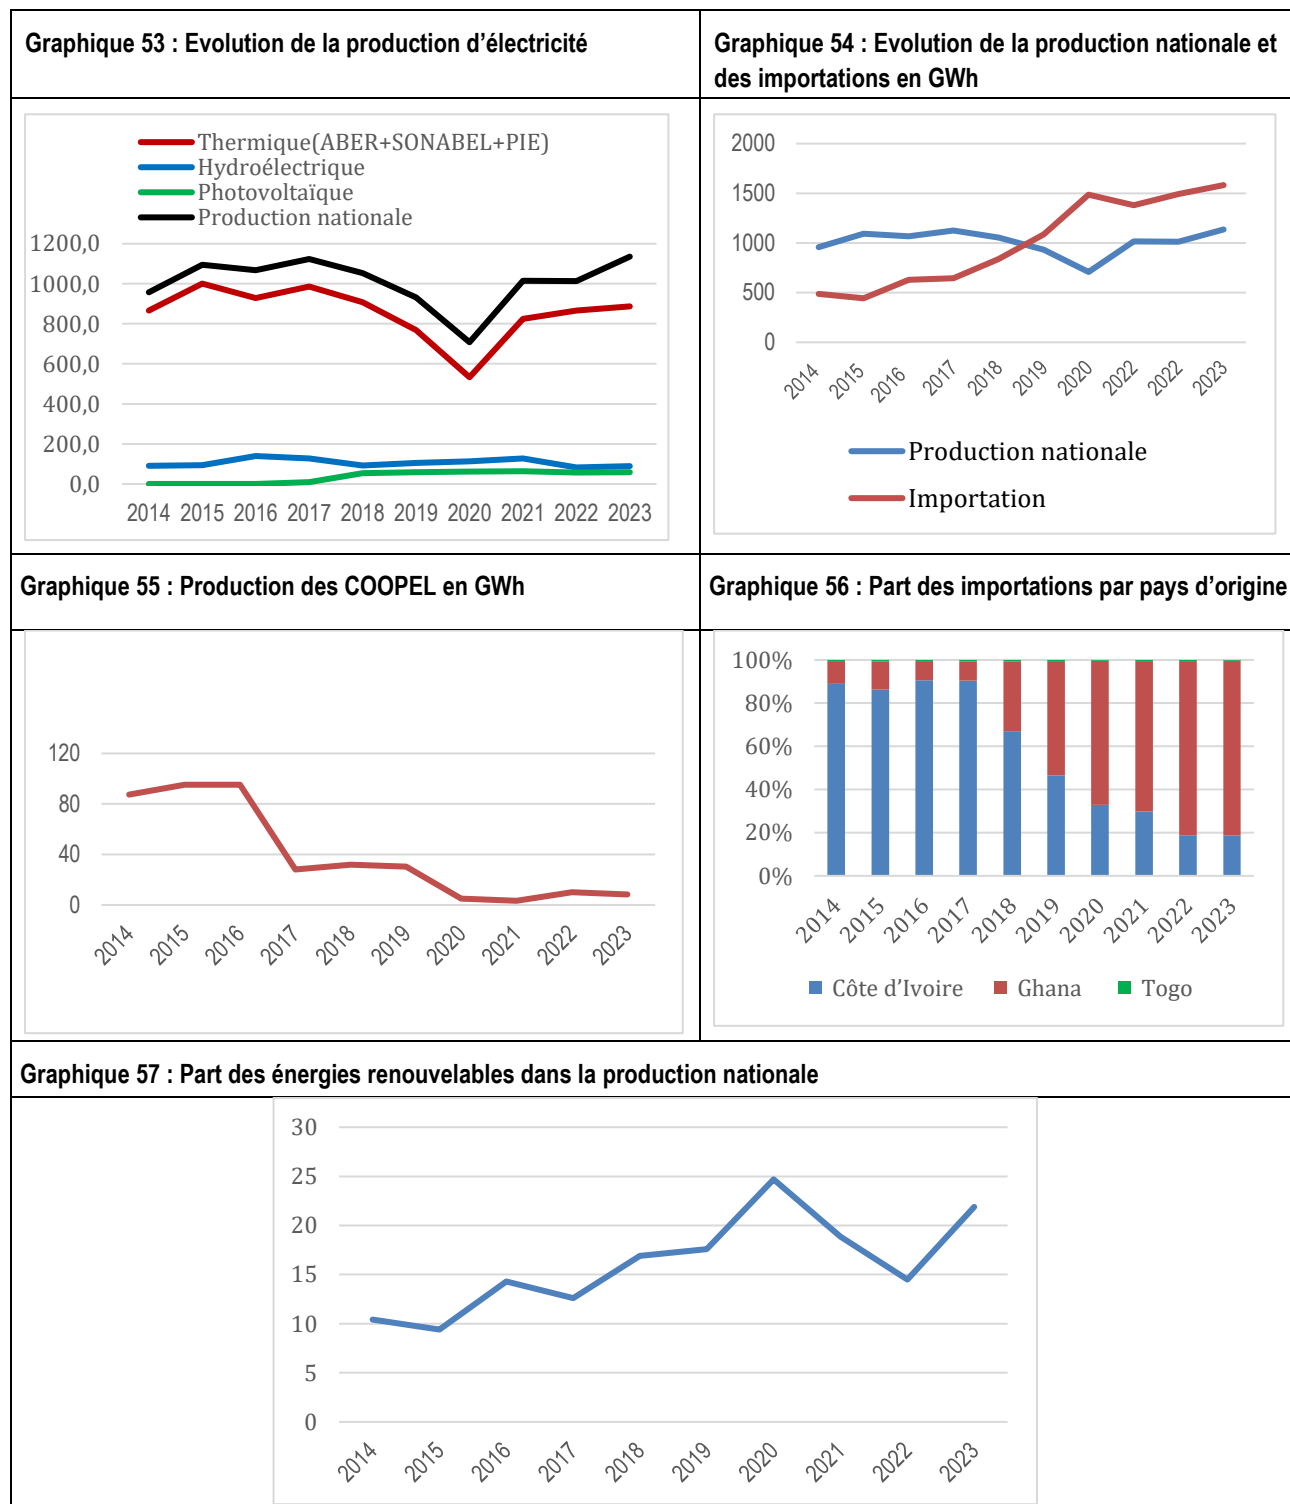 Graphique 53 : Evolution de la production d'électricité
Graphique 54 : Evolution de la production nationale et
des importations en GWh
Thermique(ABER+SONABEL+PIE)
Hydroélectrique
Photovoltaïque
Production nationale
1200,0
1000,0
800,0
600,0
400,0
200,0
0,0
2014 2015 2016 2017 2018 2019 2020 2021 2022 2023
2000
1500
1000
500
0
2014 2015 2016 2017 2018 2019 2020 2022 2022 2023
Production nationale
Importation
Graphique 55 : Production des COOPEL en GWh
Graphique 56 : Part des importations par pays d'origine
120
80
40
0
2014 2015 2016 2017 2018 2019 2020 2021 2022 2023
100%
80%
60%
40%
20%
0%
2014 2015 2016 2017 2018 2019 2020 2021 2022 2023
Côte d'Ivoire Ghana Togo
Graphique 57 : Part des énergies renouvelables dans la production nationale
30
25
20
15
10
5
0
2014 2015 2016 2017 2018 2019 2020 2021 2022 2023